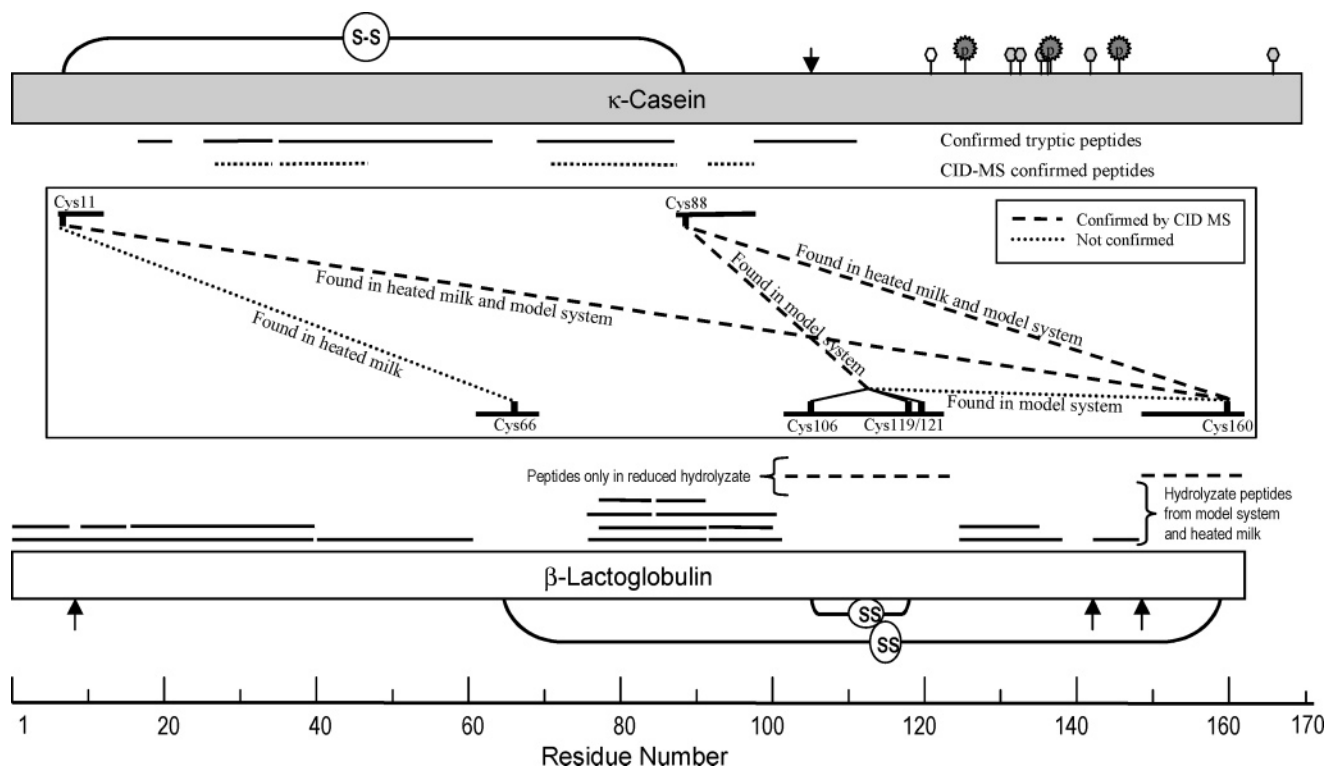 S-S
p
p
p
κ-Casein
Confirmed tryptic peptides
CID-MS confirmed peptides
Cys11
Cys88
Confirmed by CID MS
Not confirmed
Found in heated milk and model system
Found in heated milk and model system
Found in model system
Found in heated milk
Found in model system
Cys66
Cys106
Cys119/121
Cys160
Peptides only in reduced hydrolyzate
Hydrolyzate peptides
from model system
and heated milk
β-Lactoglobulin
SS
SS
1 20 40 60 80 100 120 140 160 170
Residue Number